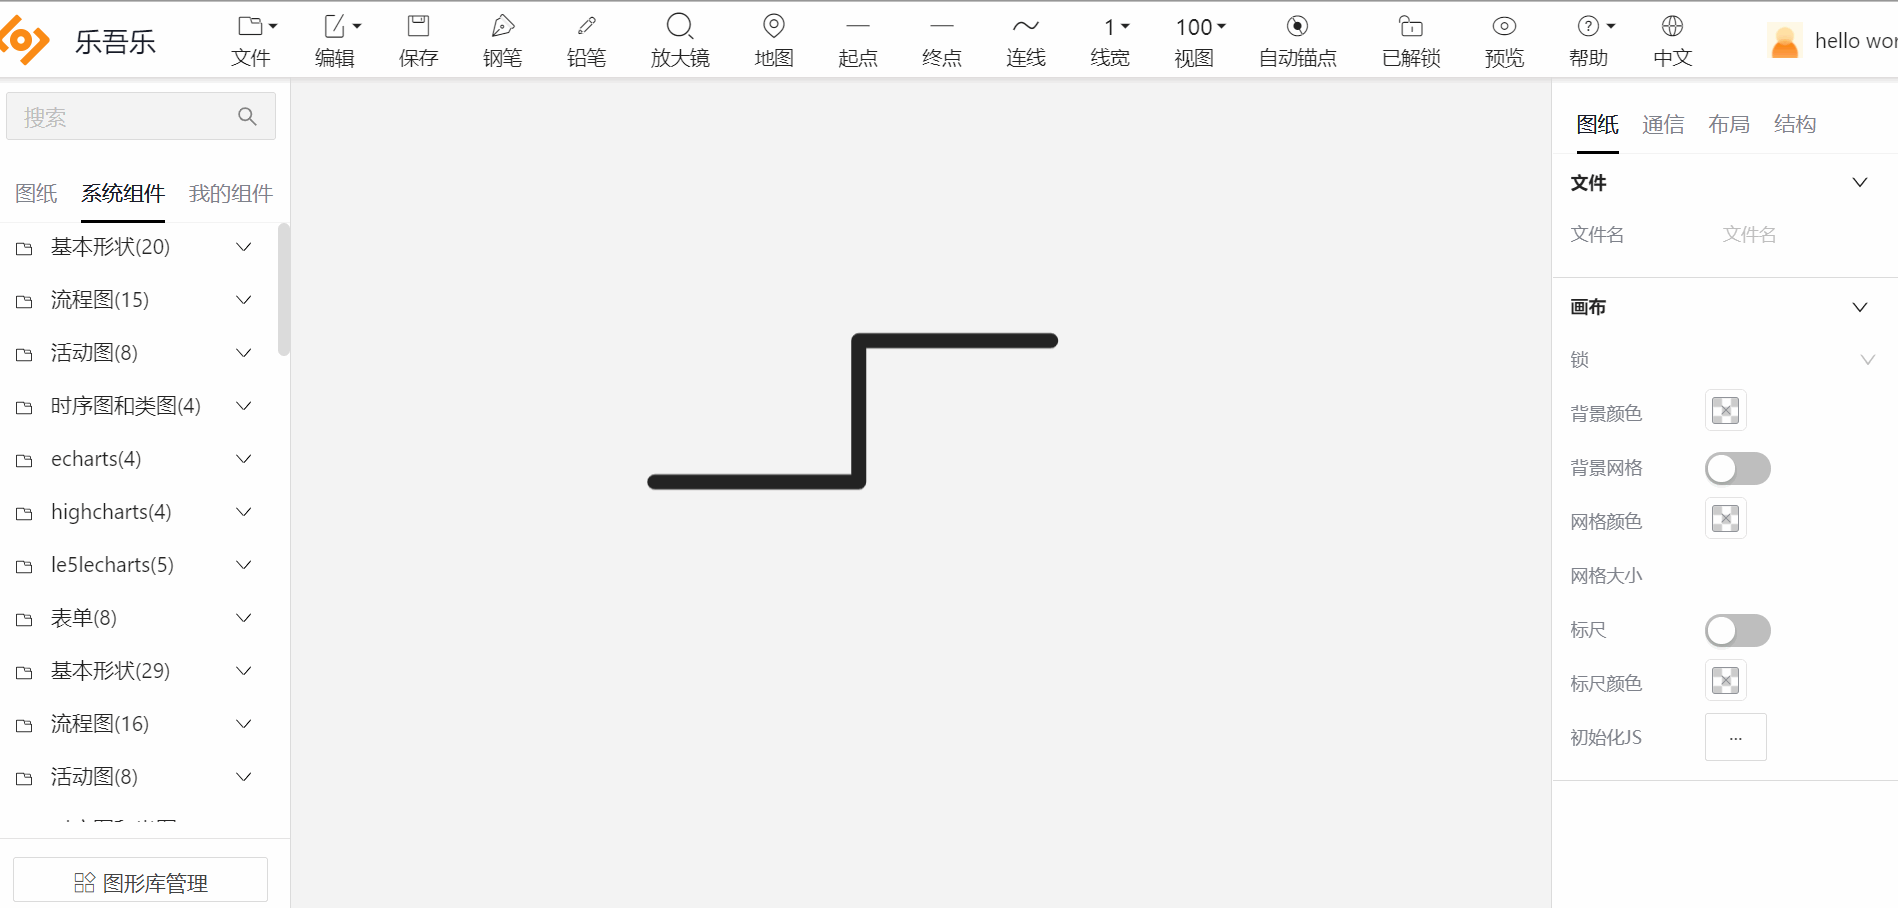 乐吾乐
文件
编辑
保存
钢笔
铅笔
放大镜
地图
起点
终点
连线
1
线宽
100
视图
自动锚点
已解锁
预览
帮助
中文
hello wor
搜索
图纸
系统组件
我的组件
基本形状(20)
流程图(15)
活动图(8)
时序图和类图(4)
echarts(4)
highcharts(4)
le5lecharts(5)
表单(8)
基本形状(29)
流程图(16)
活动图(8)
图形库管理
图纸
通信
布局
结构
文件
文件名
文件名
画布
锁
背景颜色
背景网格
网格颜色
网格大小
标尺
标尺颜色
初始化JS
...